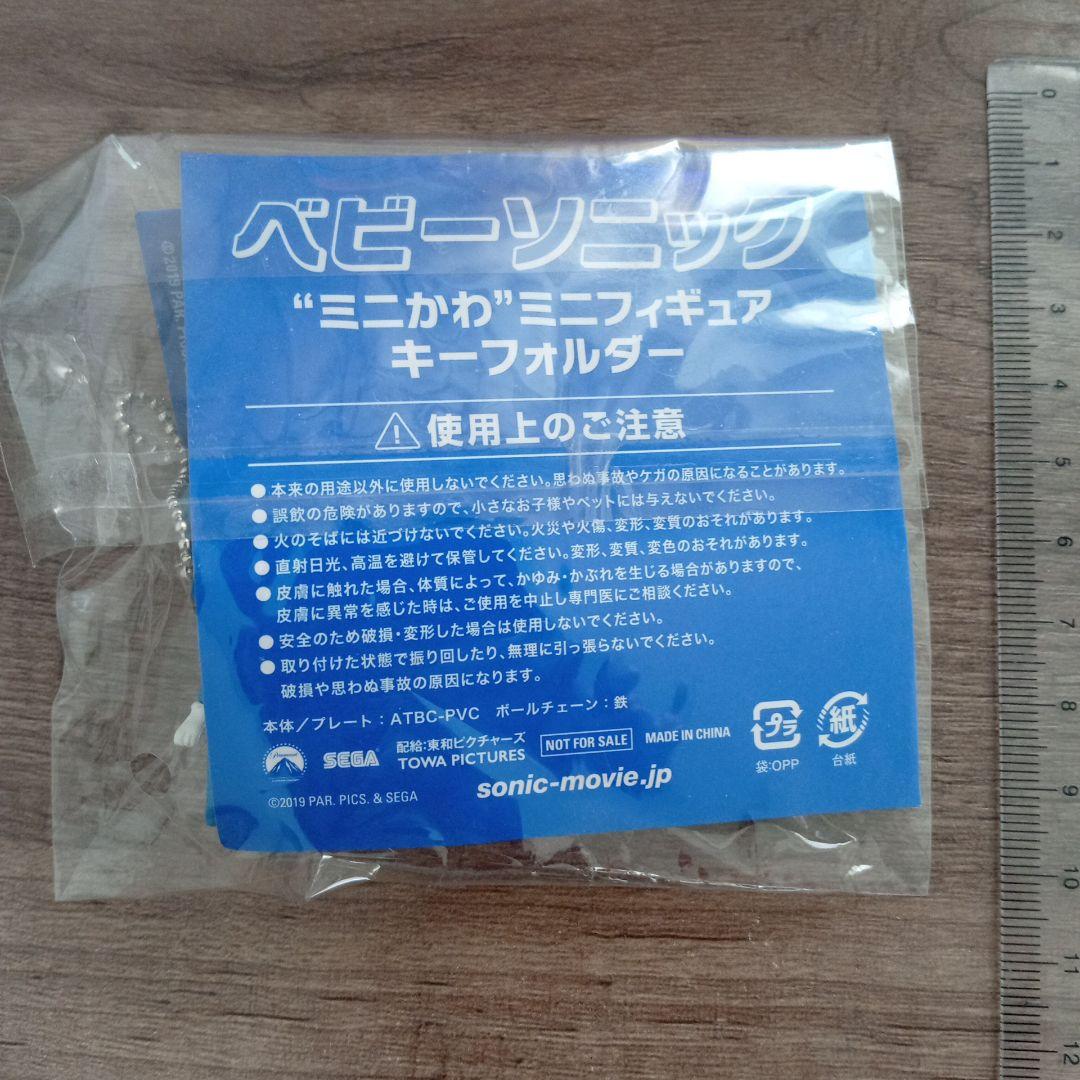 ベビーソニック
“ミニかわ”ミニフィギュア
キーフォルダー
使用上のご注意
●本来の用途以外に使用しないでください。思わぬ事故やケガの原因になることがあります。
●誤飲の危険がありますので、小さなお子様やペットには与えないでください。
●火のそばには近づけないでください。火災や火傷、変形、変質のおそれがあります。
●直射日光、高温を避けて保管してください。変形、変質、変色のおそれがあります。
●皮膚に触れた場合、体質によって、かゆみ・かぶれを生じる場合がありますので、
皮膚に異常を感じた時は、ご使用を中止し専門医にご相談ください。
●安全のため破損・変形した場合は使用しないでください。
●取り付けた状態で振り回したり、無理に引っ張らないでください。
破損や思わぬ事故の原因になります。
本体/プレート:ATBC-PVC ボールチェーン:鉄
Paramount SEGA 配給:東和ピクチャーズ
TOWA PICTURES
NOT FOR SALE MADE IN CHINA
プラ 紙
袋:OPP 台紙
©2019 PAR. PICS. & SEGA
sonic-movie.jp
©2019 PAR.
0
1
2
3
4
5
6
7
8
9
10
11
12